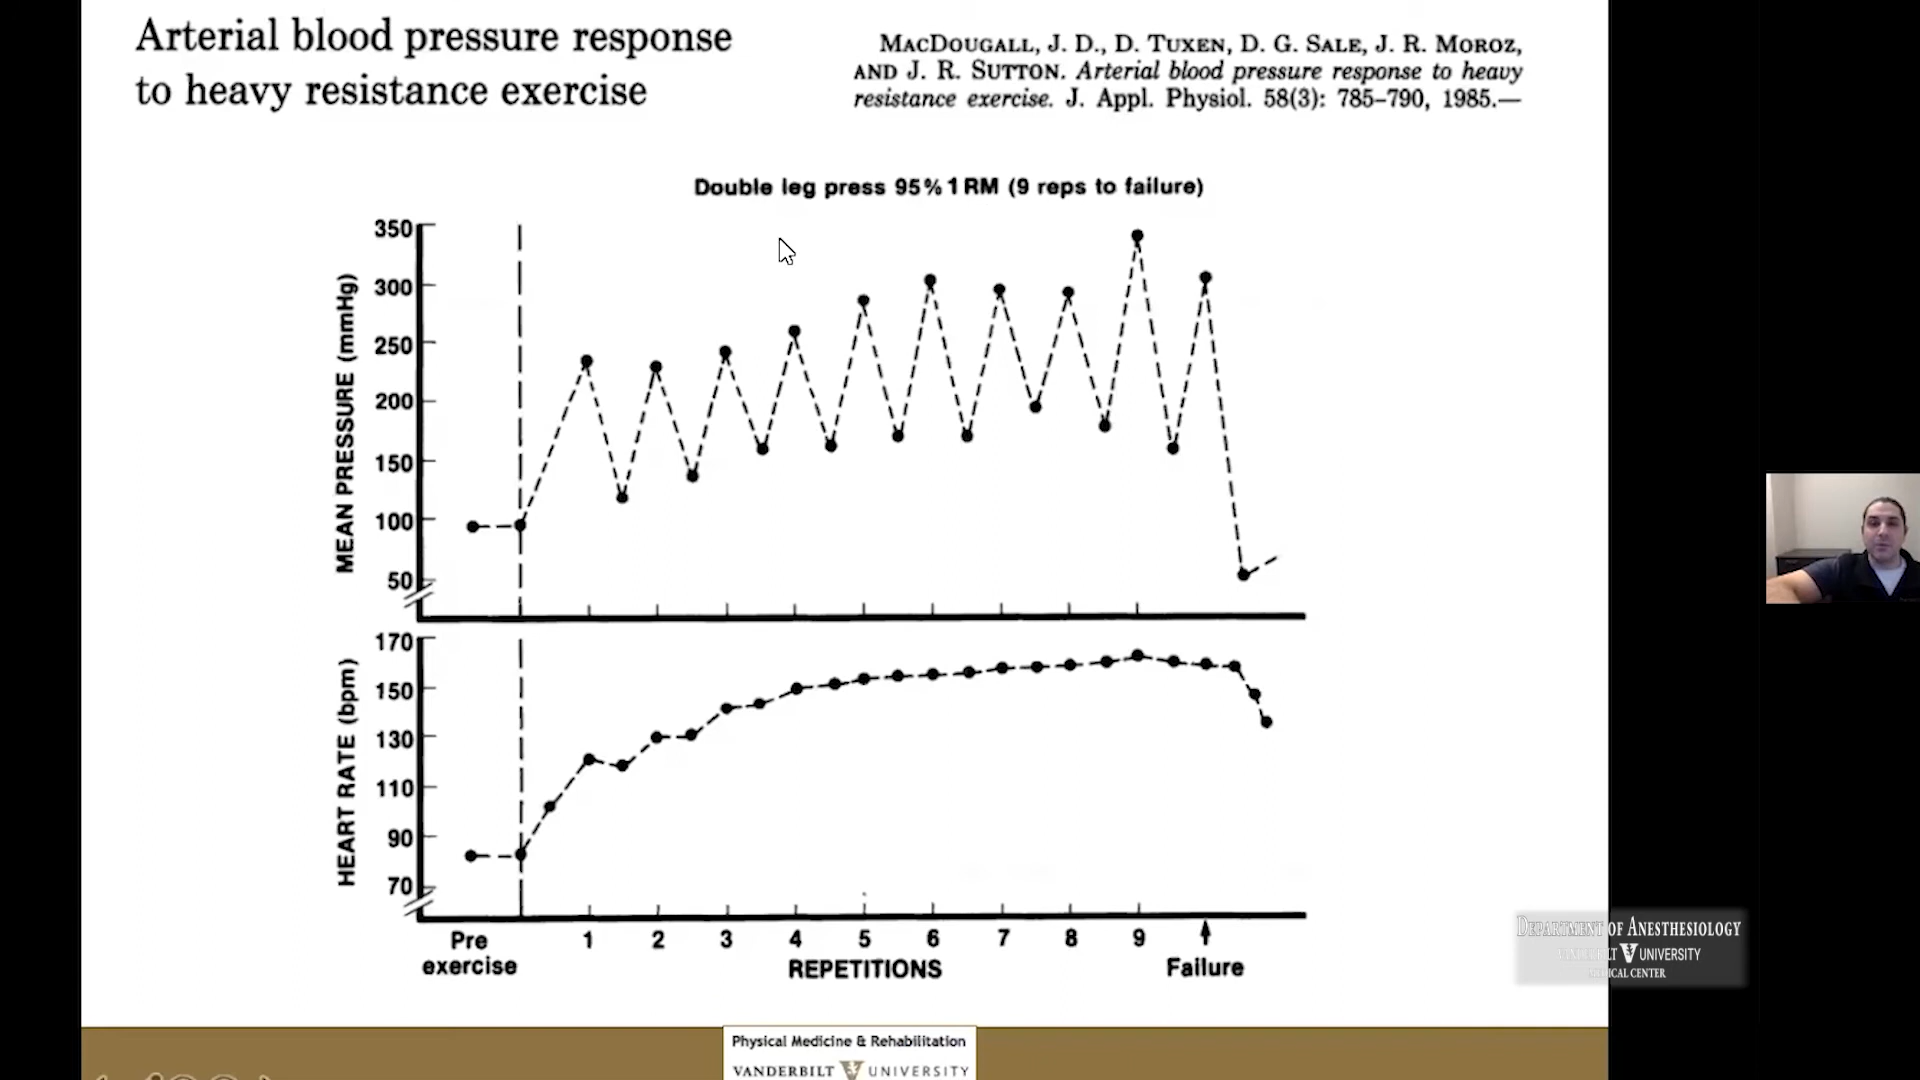 Arterial blood pressure response
to heavy resistance exercise
MACDOUGALL, J. D., D. TUXEN, D. G. SALE, J. R. MOROZ,
AND J. R. SUTTON. Arterial blood pressure response to heavy
resistance exercise. J. Appl. Physiol. 58(3): 785–790, 1985.—
Double leg press 95% 1 RM (9 reps to failure)
MEAN PRESSURE (mmHg)
350
300
250
200
150
100
50
HEART RATE (bpm)
170
150
130
110
90
70
Pre
exercise
1 2 3 4 5 6 7 8 9
REPETITIONS
Failure
DEPARTMENT OF ANESTHESIOLOGY
UNIVERSITY
Physical Medicine & Rehabilitation
VANDERBILT UNIVERSITY